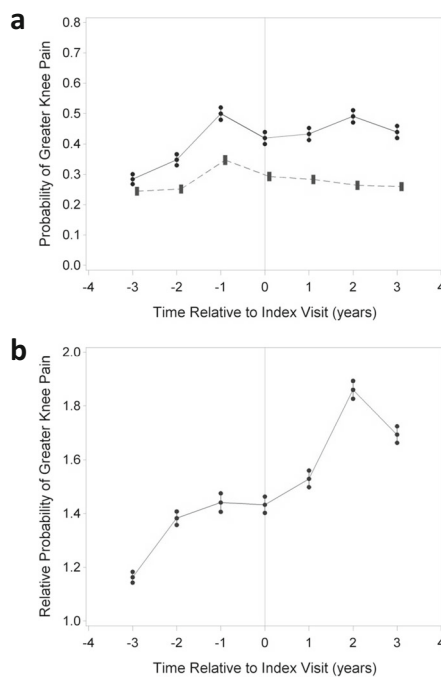 a
Probability of Greater Knee Pain
0.8
0.7
0.6
0.5
0.4
0.3
0.2
0.1
0.0
-4 -3 -2 -1 0 1 2 3 4
Time Relative to Index Visit (years)
b
Relative Probability of Greater Knee Pain
2.0
1.8
1.6
1.4
1.2
1.0
-4 -3 -2 -1 0 1 2 3 4
Time Relative to Index Visit (years)